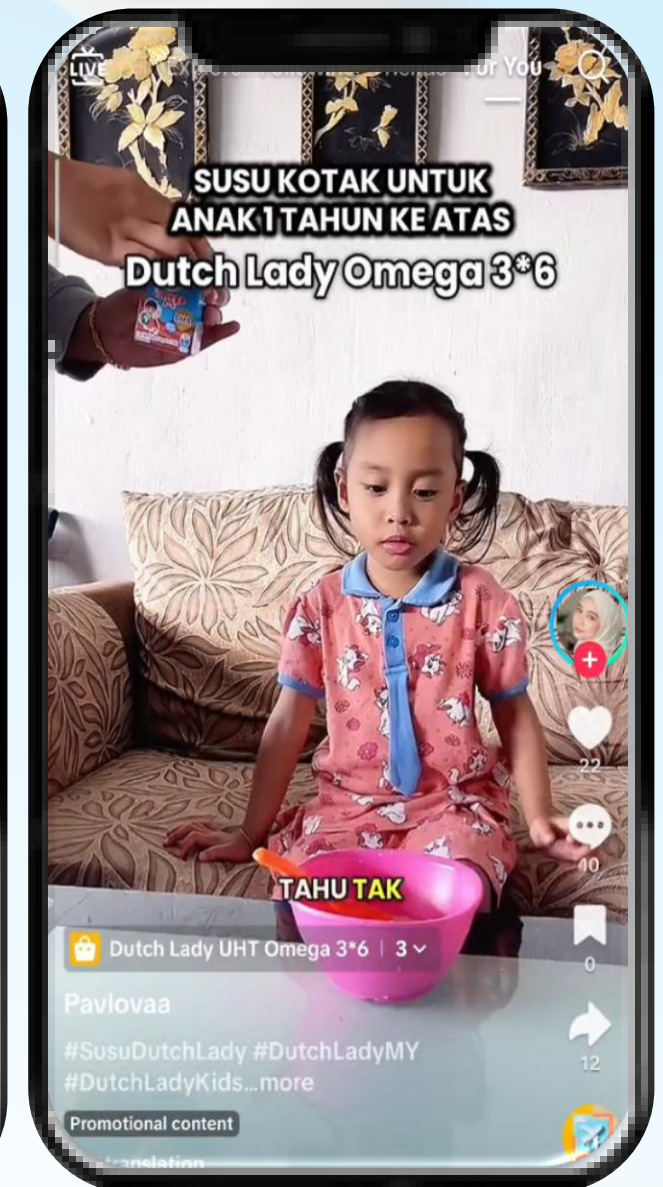 LIVE
For You
SUSU KOTAK UNTUK
ANAK 1 TAHUN KE ATAS
Dutch Lady Omega 3*6
22
40
TAHU TAK
Dutch Lady UHT Omega 3*6 | 3
0
Pavlovaa
#SusuDutchLady #DutchLadyMY
#DutchLadyKids...more
12
Promotional content
translation